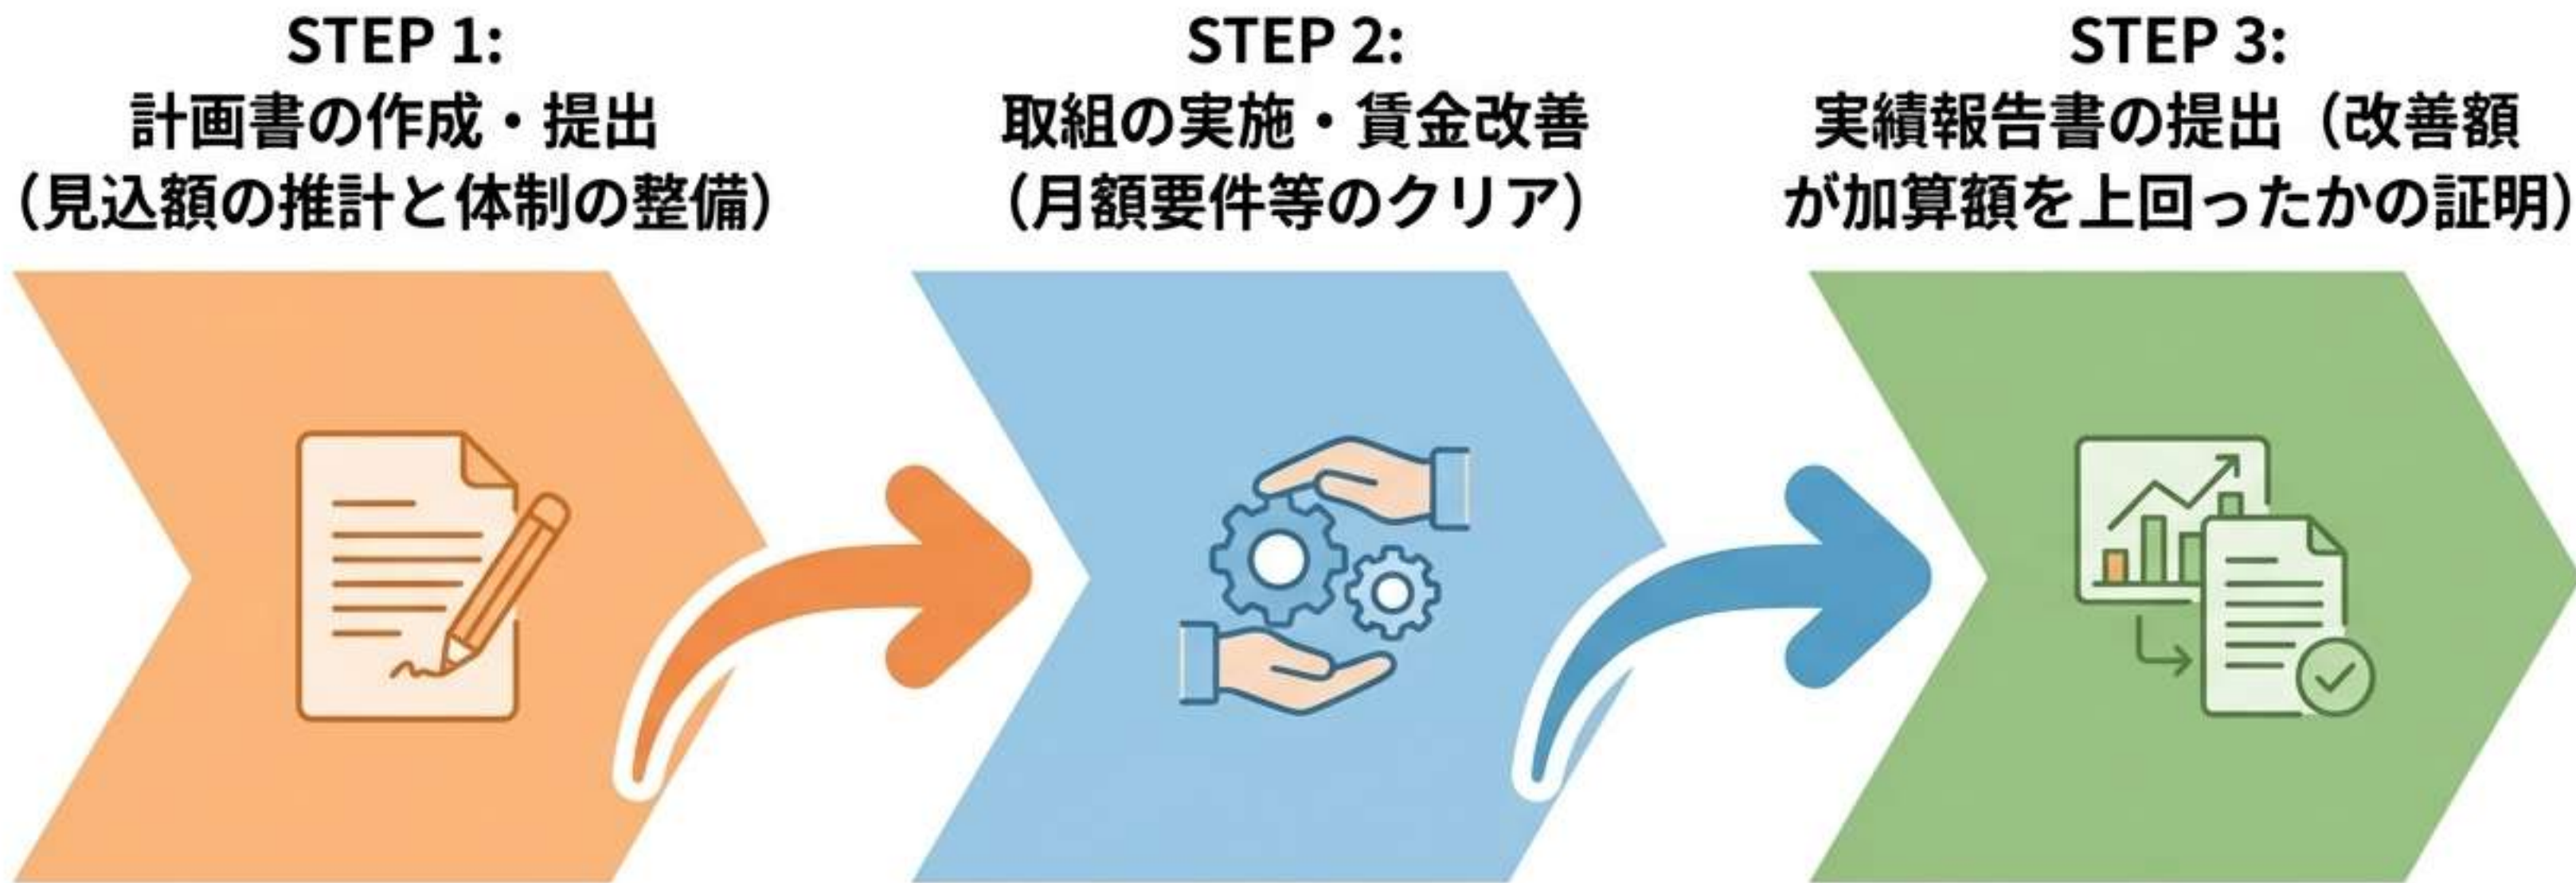 STEP 1:
計画書の作成・提出
（見込額の推計と体制の整備）
STEP 2:
取組の実施・賃金改善
（月額要件等のクリア）
STEP 3:
実績報告書の提出（改善額
が加算額を上回ったかの証明）